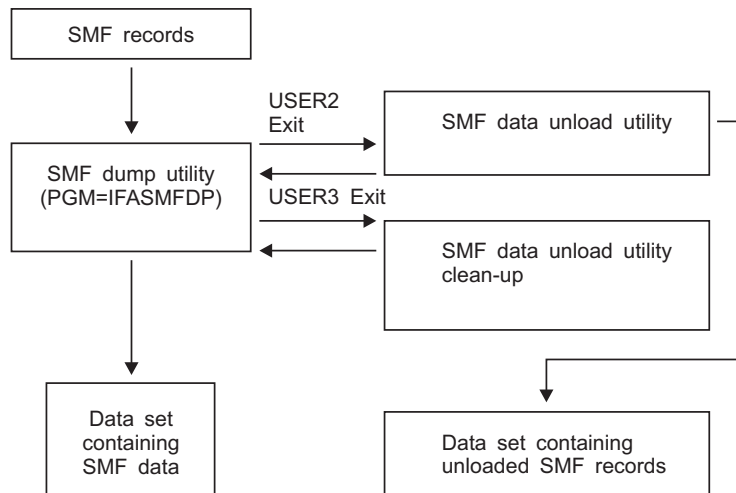 SMF records
USER2
Exit
SMF data unload utility
SMF dump utility
(PGM=IFASMFDP)
USER3 Exit
SMF data unload utility
clean-up
Data set
containing
SMF data
Data set containing
unloaded SMF records